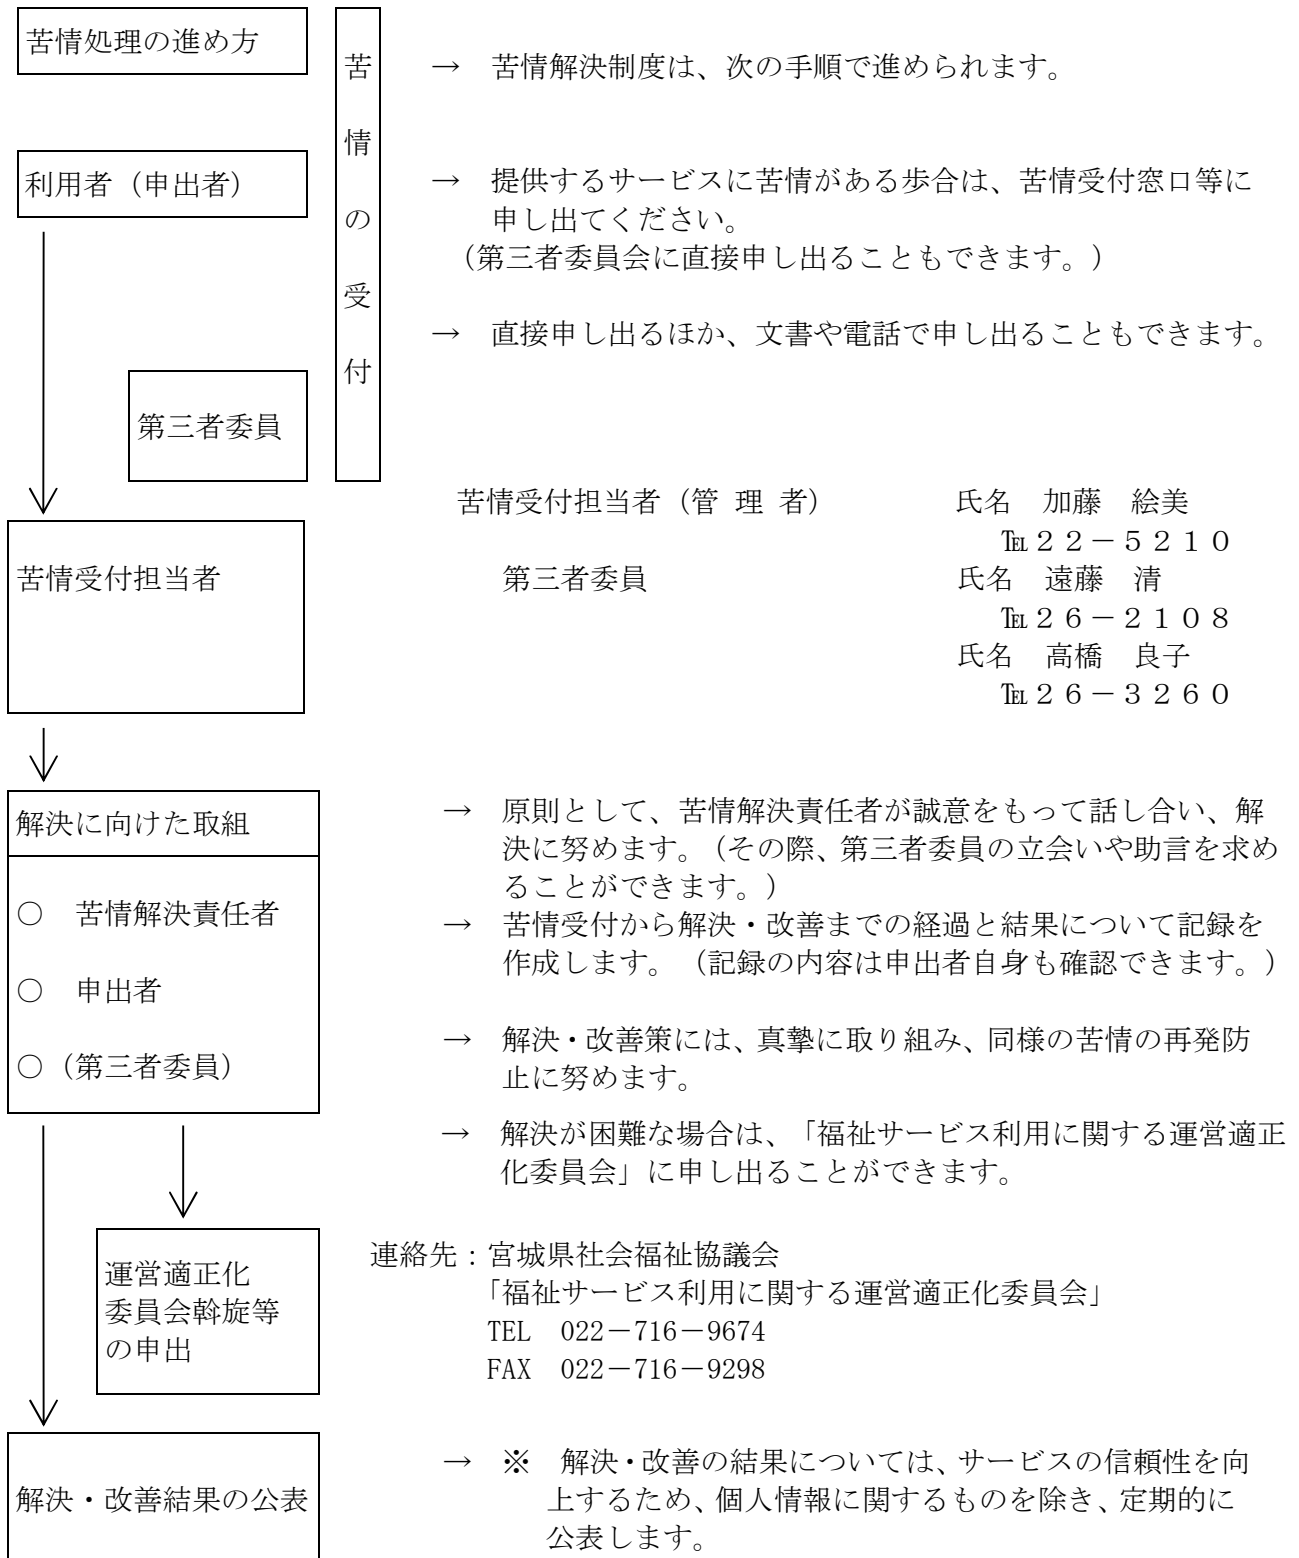 苦情処理の進め方
苦情の受付
→　苦情解決制度は、次の手順で進められます。
利用者（申出者）
→　提供するサービスに苦情がある歩合は、苦情受付窓口等に
申し出てください。
（第三者委員会に直接申し出ることもできます。）
→　直接申し出るほか、文書や電話で申し出ることもできます。
第三者委員
苦情受付担当者（管 理 者）　氏名　加藤　絵美
℡２２－５２１０
苦情受付担当者
第三者委員　氏名　遠藤　清
℡２６－２１０８
氏名　高橋　良子
℡２６－３２６０
解決に向けた取組
○　苦情解決責任者
○　申出者
○（第三者委員）
→　原則として、苦情解決責任者が誠意をもって話し合い、解
決に努めます。（その際、第三者委員の立会いや助言を求め
ることができます。）
→　苦情受付から解決・改善までの経過と結果について記録を
作成します。（記録の内容は申出者自身も確認できます。）
→　解決・改善策には、真摯に取り組み、同様の苦情の再発防
止に努めます。
→　解決が困難な場合は、「福祉サービス利用に関する運営適正
化委員会」に申し出ることができます。
運営適正化
委員会斡旋等
の申出
連絡先：宮城県社会福祉協議会
「福祉サービス利用に関する運営適正化委員会」
TEL　022－716－9674
FAX　022－716－9298
解決・改善結果の公表
→　※　解決・改善の結果については、サービスの信頼性を向
上するため、個人情報に関するものを除き、定期的に
公表します。